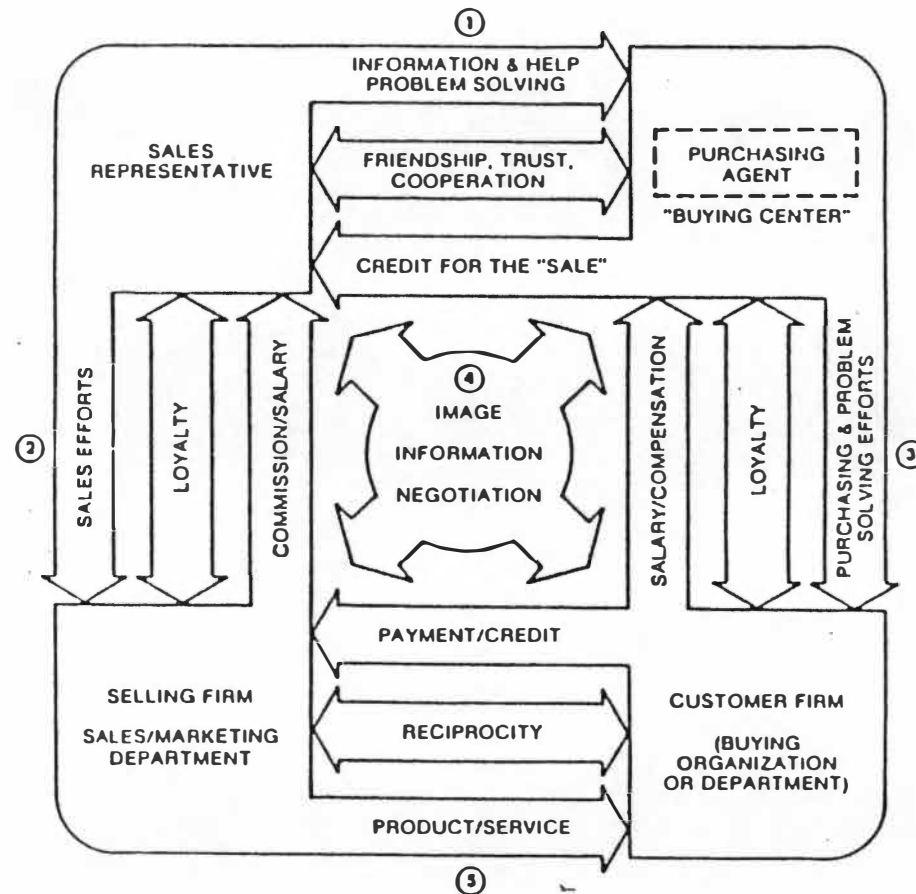 ①
INFORMATION & HELP
PROBLEM SOLVING
SALES
REPRESENTATIVE
FRIENDSHIP, TRUST,
COOPERATION
PURCHASING
AGENT
"BUYING CENTER"
CREDIT FOR THE "SALE"
②
SALES EFFORTS
LOYALTY
COMMISSION/SALARY
④
IMAGE
INFORMATION
NEGOTIATION
SALARY/COMPENSATION
LOYALTY
PURCHASING & PROBLEM
SOLVING EFFORTS
③
PAYMENT/CREDIT
SELLING FIRM
SALES/MARKETING
DEPARTMENT
RECIPROCITY
CUSTOMER FIRM
(BUYING
ORGANIZATION
OR DEPARTMENT)
PRODUCT/SERVICE
⑤